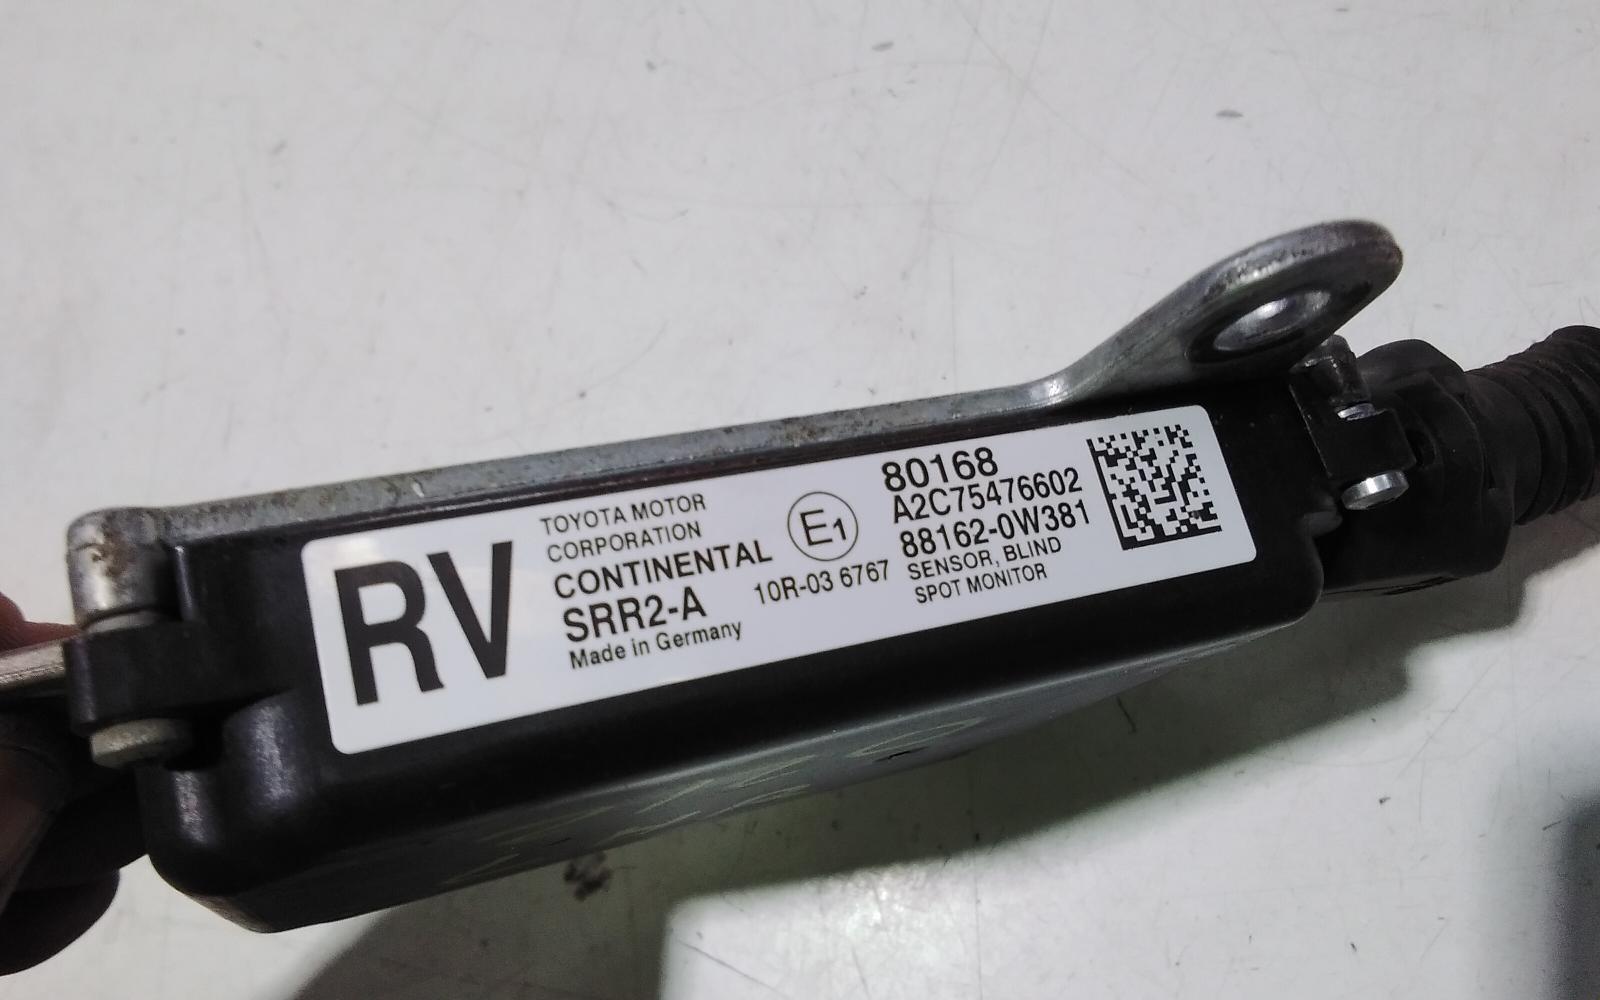 RV
TOYOTA MOTOR
CORPORATION
CONTINENTAL
SRR2-A
Made in Germany
E1
10R-03 6767
80168
A2C75476602
88162-0W381
SENSOR, BLIND
SPOT MONITOR